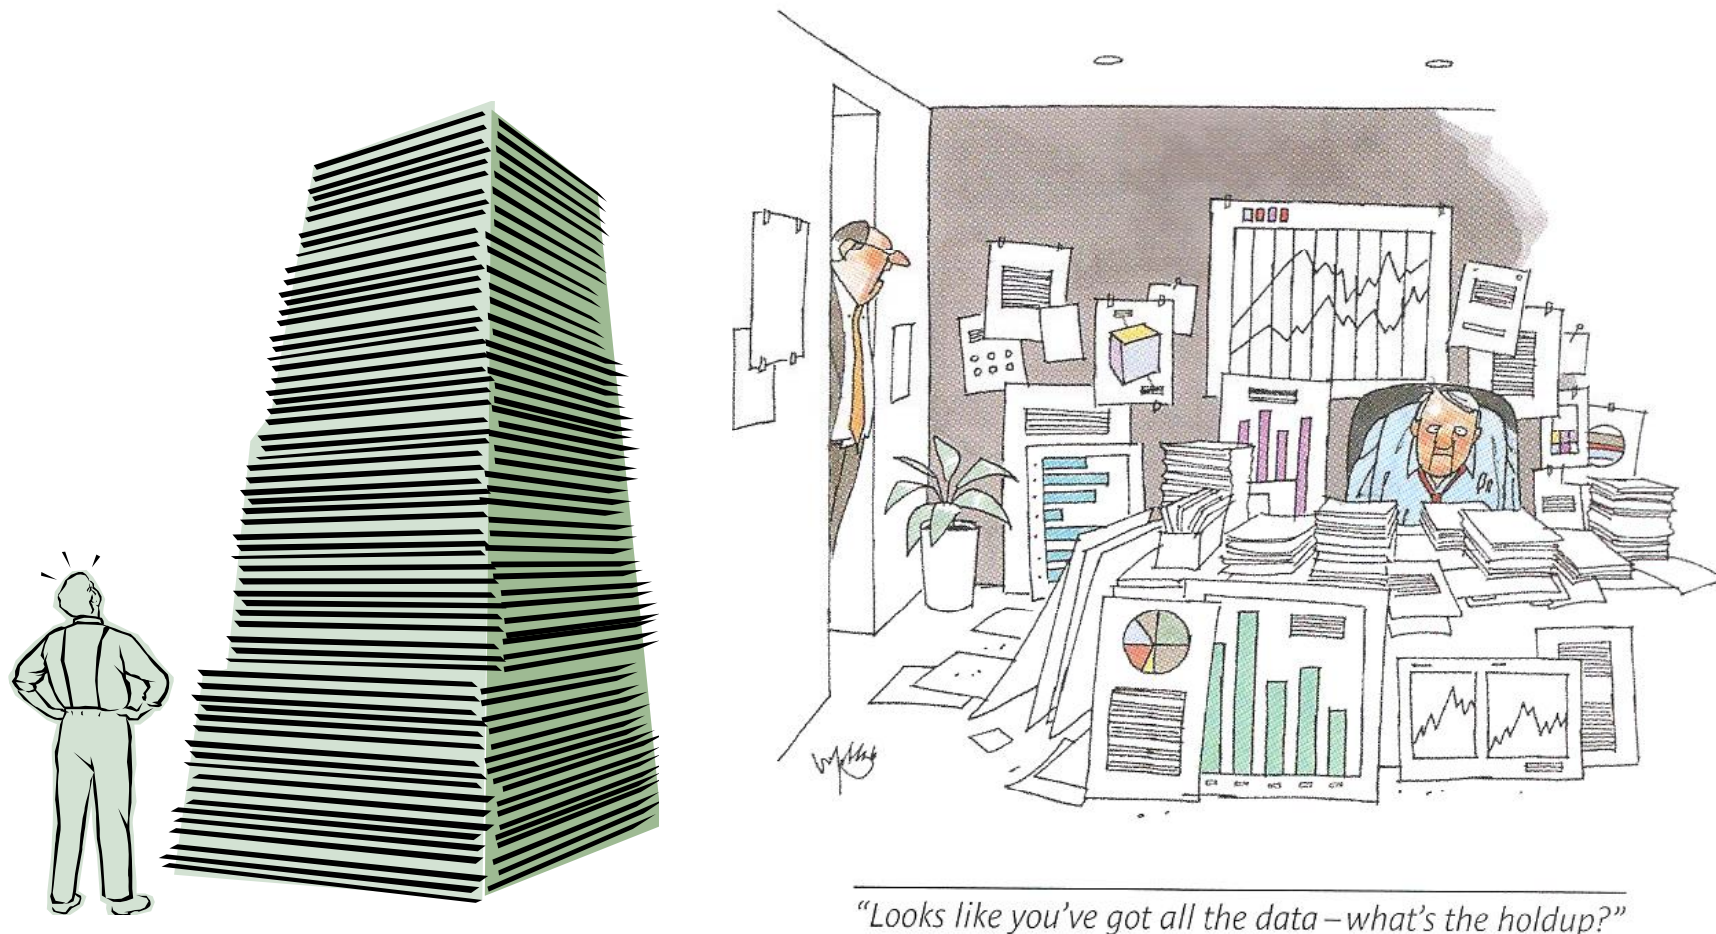 “Looks like you’ve got all the data – what’s the holdup?”